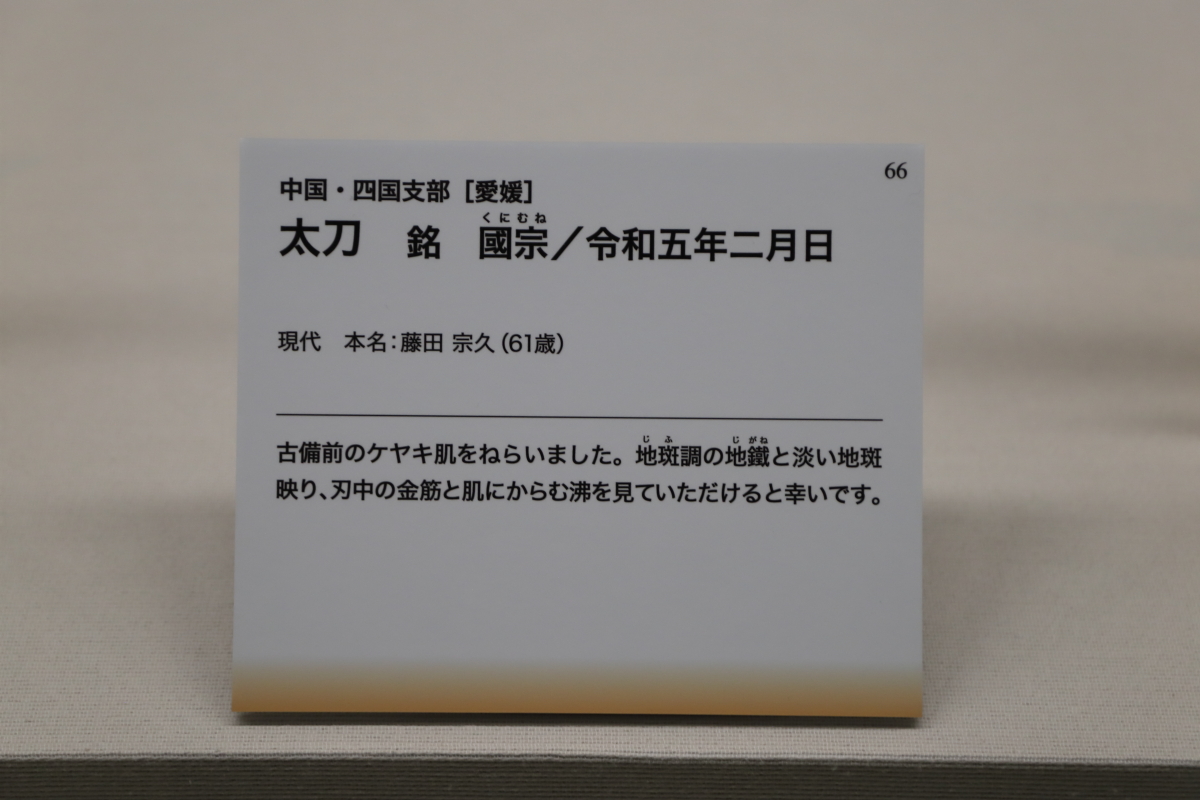 66
中国・四国支部［愛媛］
くにむね
太刀　銘　國宗／令和五年二月日
現代　本名：藤田 宗久（61歳）
じふ　じがね
古備前のケヤキ肌をねらいました。地斑調の地鐵と淡い地斑
映り、刃中の金筋と肌にからむ沸を見ていただけると幸いです。